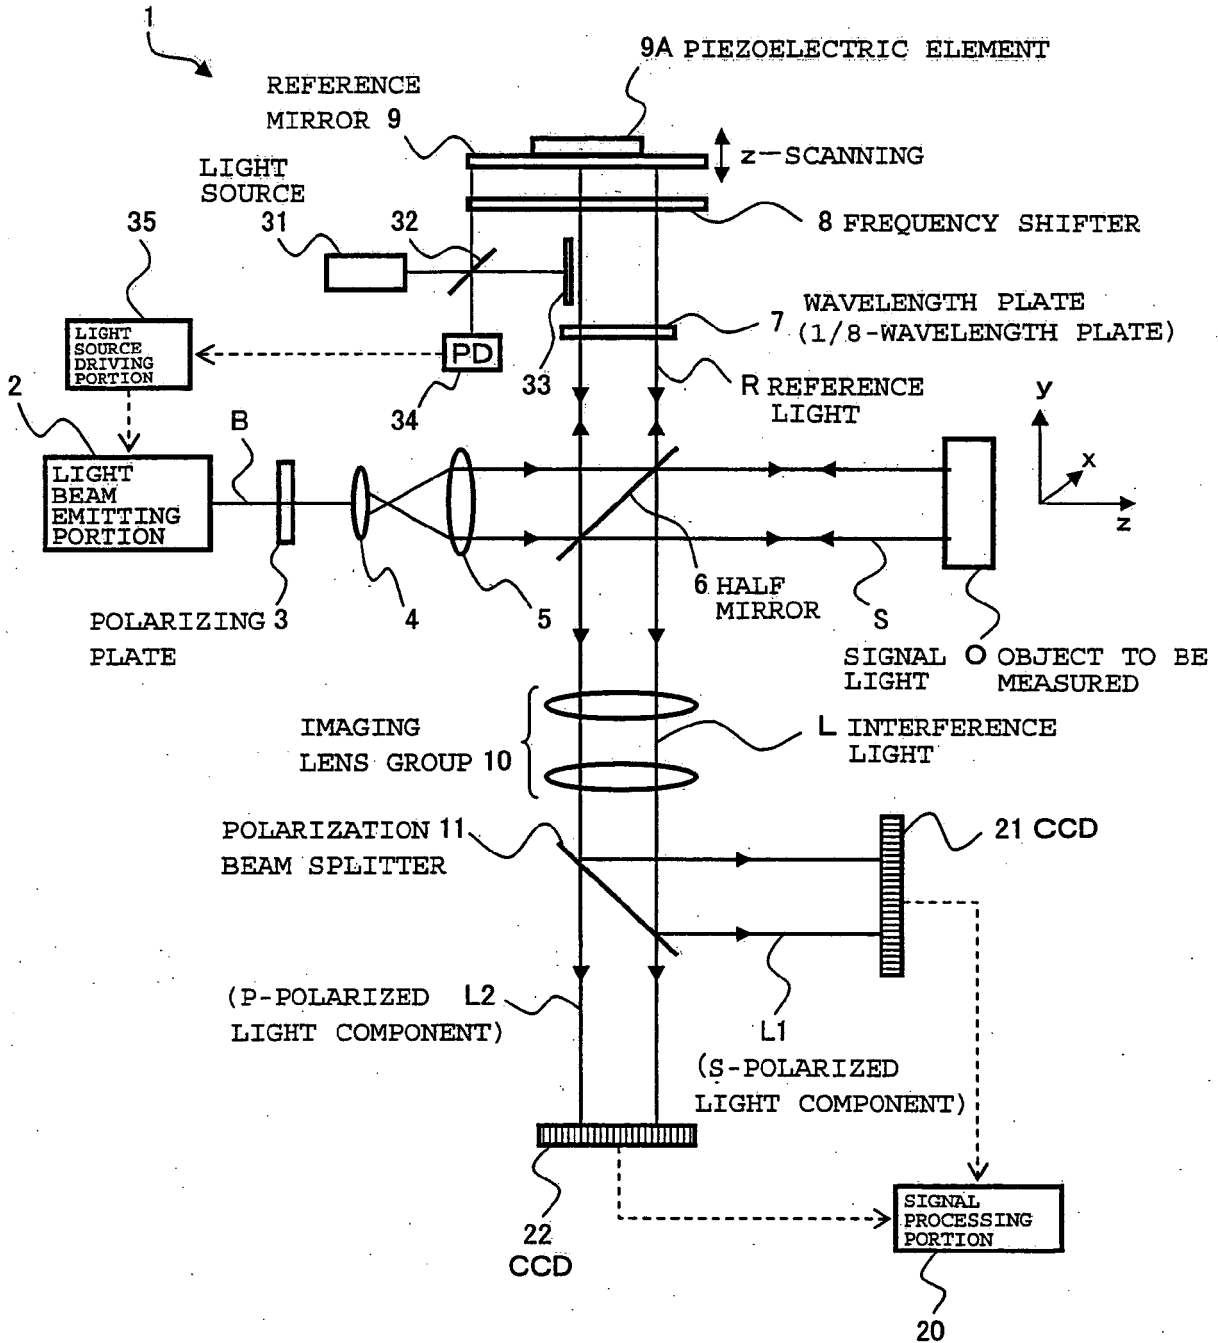 1
9A PIEZOELECTRIC ELEMENT
REFERENCE
MIRROR 9
z-SCANNING
LIGHT
SOURCE
31
32
35
8 FREQUENCY SHIFTER
WAVELENGTH PLATE
7 (1/8-WAVELENGTH PLATE)
LIGHT
SOURCE
DRIVING
PORTION
PD
33
34
R REFERENCE
LIGHT
2
B
y
x
z
LIGHT
BEAM
EMITTING
PORTION
6 HALF
MIRROR
POLARIZING 3
PLATE
4
5
S
SIGNAL
LIGHT
O OBJECT TO BE
MEASURED
IMAGING
LENS GROUP 10
L INTERFERENCE
LIGHT
POLARIZATION 11
BEAM SPLITTER
21 CCD
(P-POLARIZED L2
LIGHT COMPONENT)
L1
(S-POLARIZED
LIGHT COMPONENT)
22
CCD
SIGNAL
PROCESSING
PORTION
20